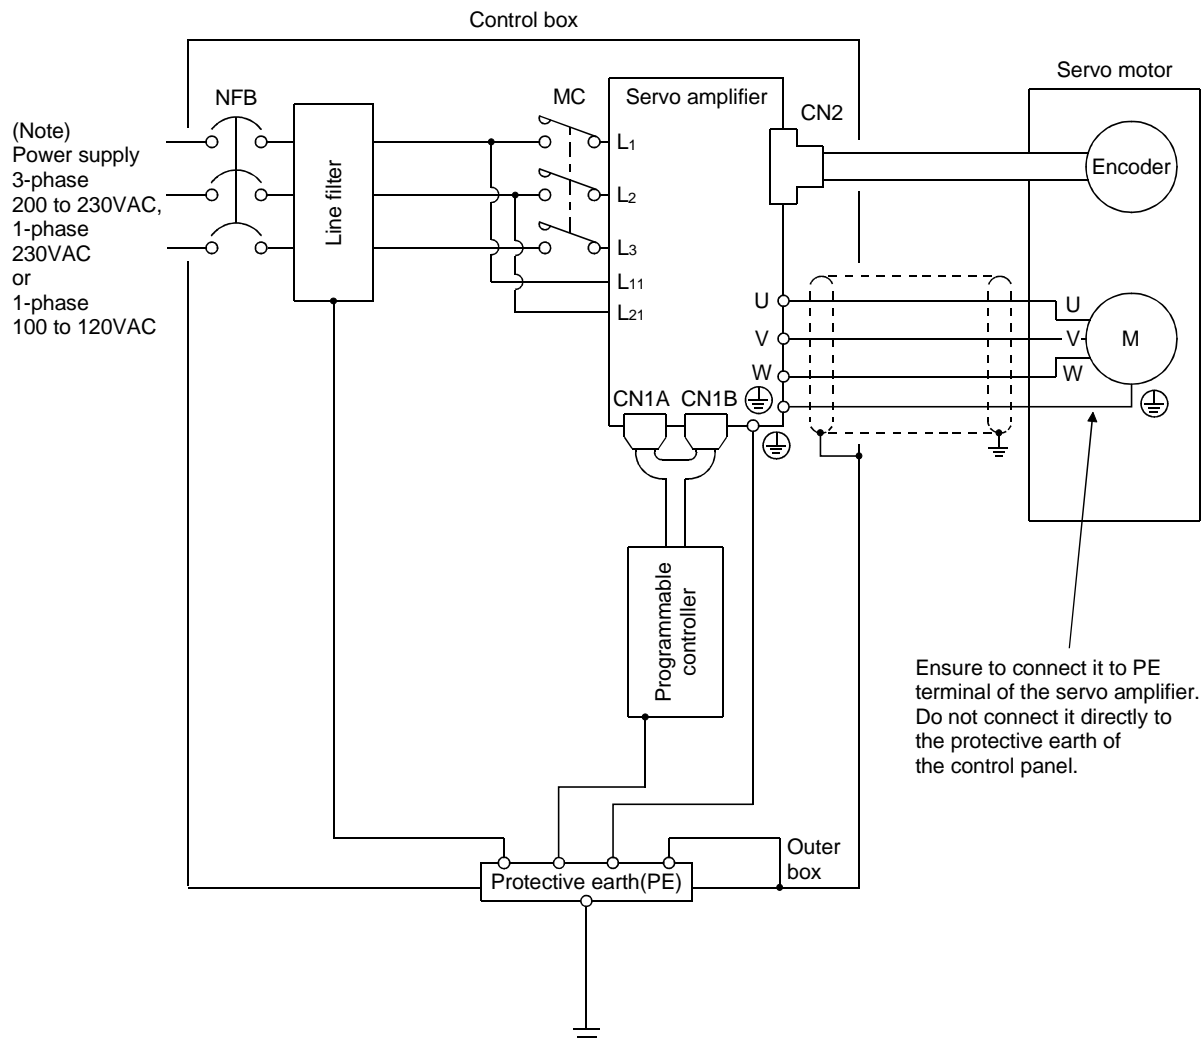 Control box
NFB
MC
Servo amplifier
CN2
Servo motor
(Note)
Power supply
3-phase
200 to 230VAC,
1-phase
230VAC
or
1-phase
100 to 120VAC
Line filter
L1
L2
L3
L11
L21
Encoder
U
V
W
U
V
W
M
CN1A
CN1B
Programmable
controller
Ensure to connect it to PE
terminal of the servo amplifier.
Do not connect it directly to
the protective earth of
the control panel.
Outer
box
Protective earth(PE)